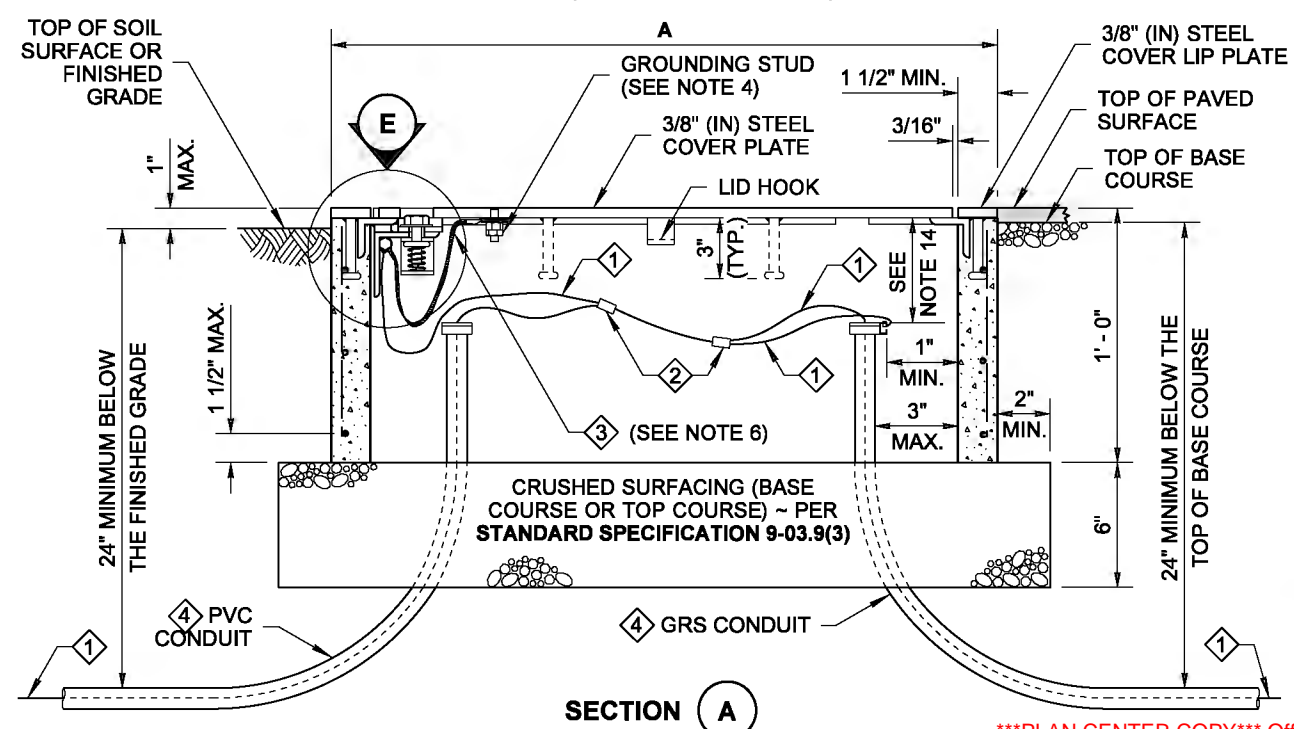 TOP OF SOIL
SURFACE OR
FINISHED
GRADE
A
GROUNDING STUD
(SEE NOTE 4)
1 1/2" MIN.
3/8" (IN) STEEL
COVER LIP PLATE
E
3/8" (IN) STEEL
COVER PLATE
3/16"
TOP OF PAVED
SURFACE
TOP OF BASE
COURSE
1"
MAX.
LID HOOK
3"
(TYP.)
SEE
NOTE 14
1
1
1
2
1"
MIN.
3"
MAX.
2"
MIN.
1' - 0"
1 1/2" MAX.
3 (SEE NOTE 6)
24" MINIMUM BELOW
THE FINISHED GRADE
24" MINIMUM BELOW THE
TOP OF BASE COURSE
CRUSHED SURFACING (BASE
COURSE OR TOP COURSE) ~ PER
STANDARD SPECIFICATION 9-03.9(3)
6"
4 PVC
CONDUIT
4 GRS CONDUIT
1
1
SECTION A
***PLAN CENTER COPY*** Off